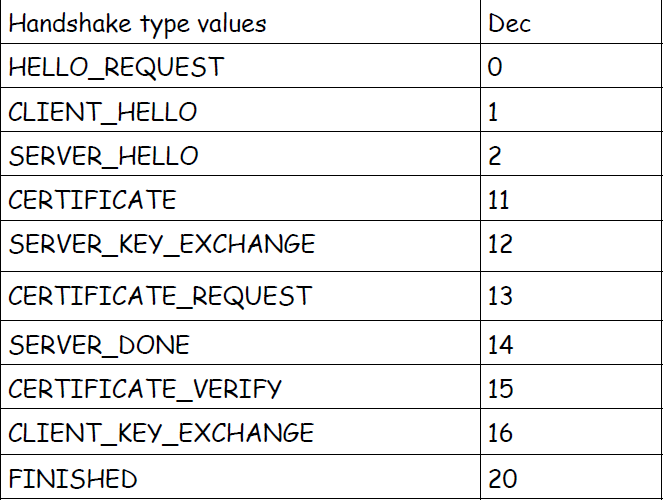 Handshake type values Dec
HELLO_REQUEST 0
CLIENT_HELLO 1
SERVER_HELLO 2
CERTIFICATE 11
SERVER_KEY_EXCHANGE 12
CERTIFICATE_REQUEST 13
SERVER_DONE 14
CERTIFICATE_VERIFY 15
CLIENT_KEY_EXCHANGE 16
FINISHED 20